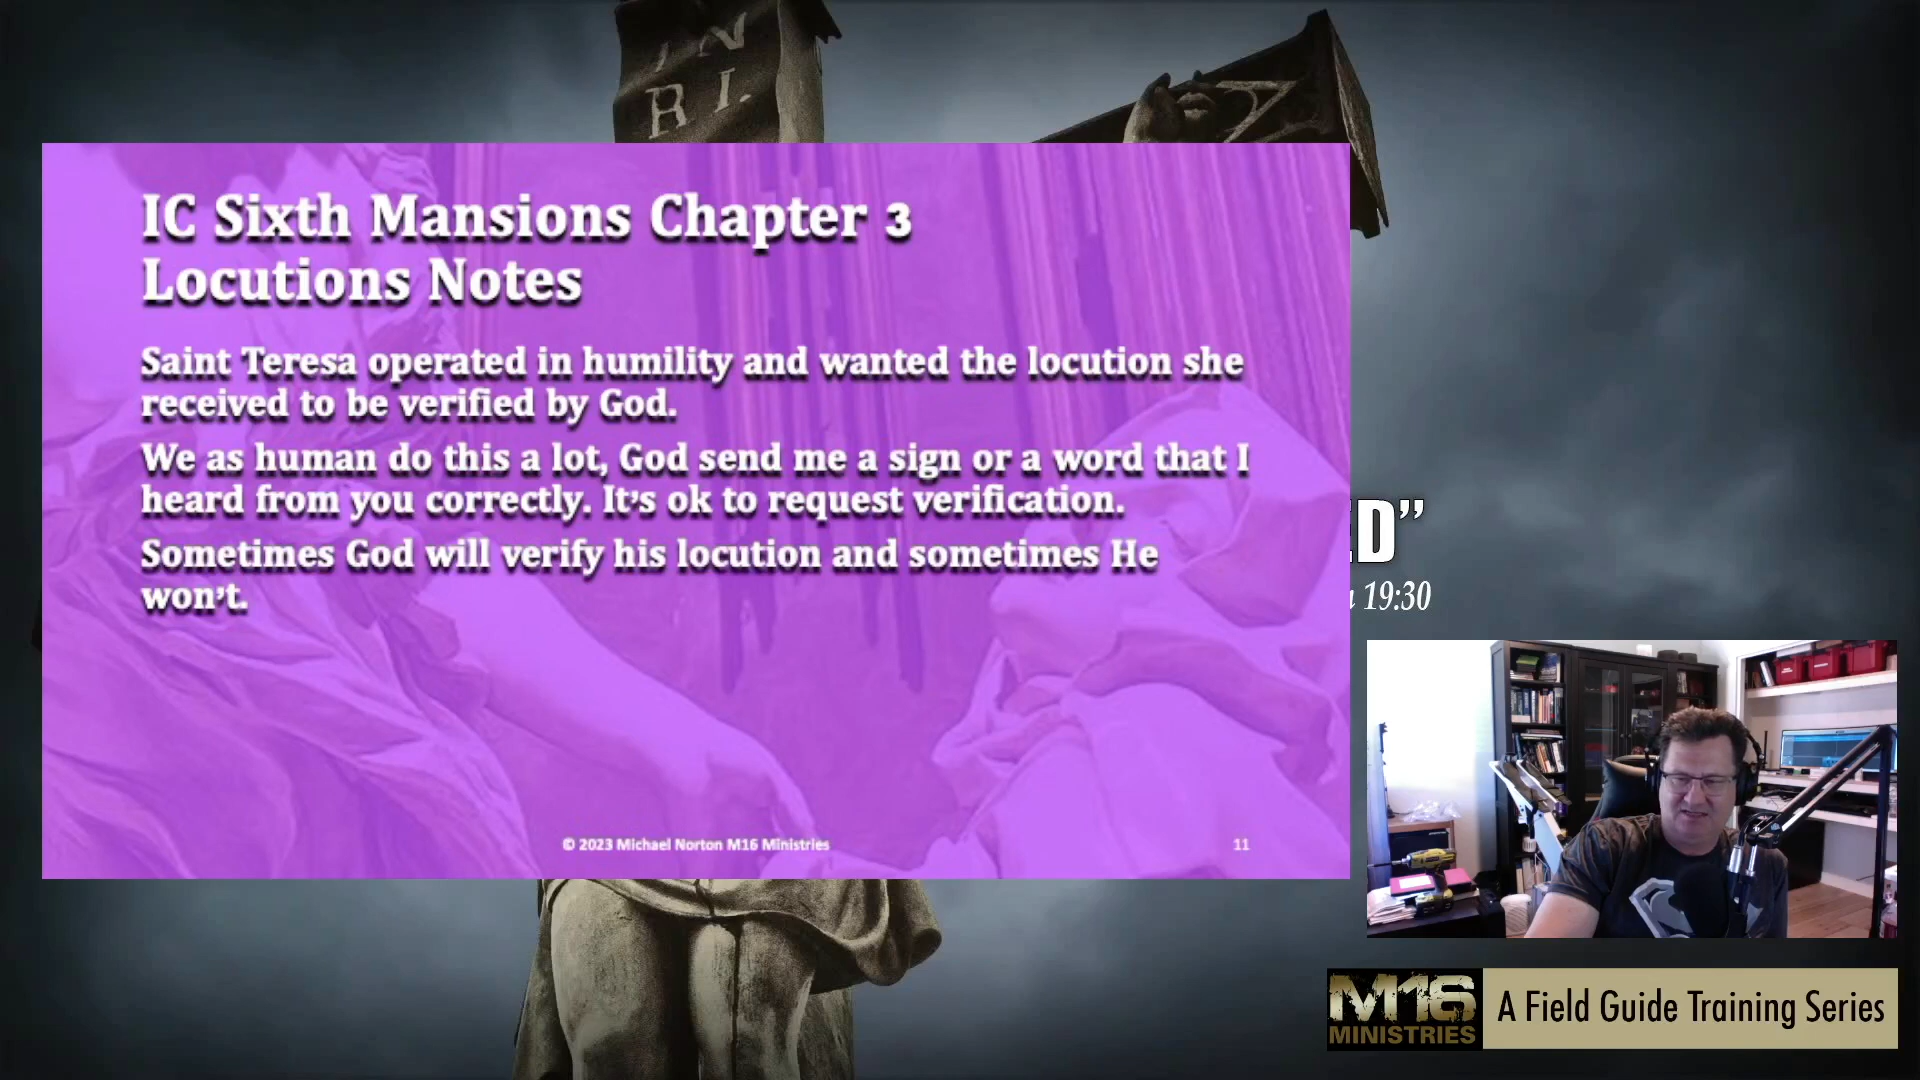 IN
RI.
Z
IC Sixth Mansions Chapter 3
Locutions Notes
Saint Teresa operated in humility and wanted the locution she
received to be verified by God.
We as human do this a lot, God send me a sign or a word that I
heard from you correctly. It's ok to request verification.
Sometimes God will verify his locution and sometimes He
won't.
© 2023 Michael Norton M16 Ministries
11
ED”
19:30
M16
MINISTRIES
A Field Guide Training Series